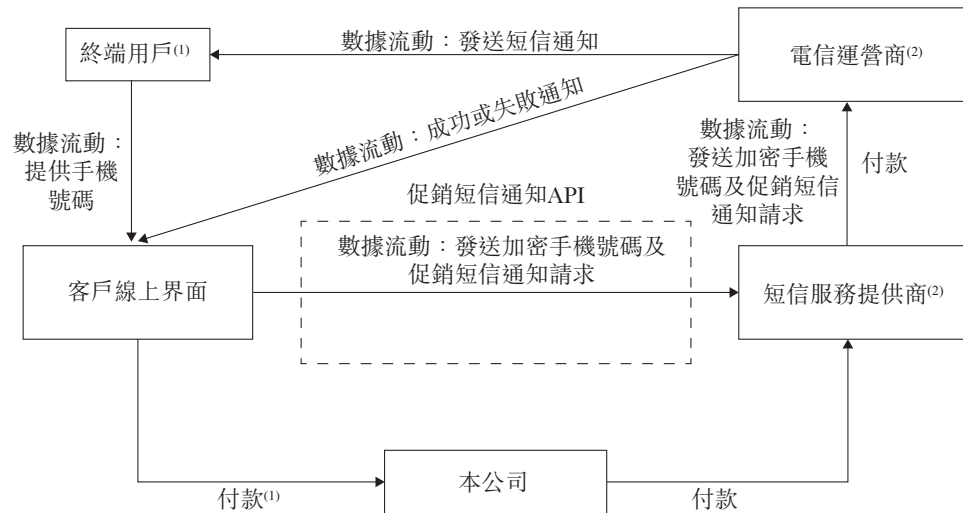 終端用戶(1)
數據流動：發送短信通知
電信運營商(2)
數據流動：成功或失敗通知
數據流動：
提供手機
號碼
數據流動：
發送加密手機
號碼及促銷短信
通知請求
付款
促銷短信通知API
數據流動：發送加密手機號碼及
促銷短信通知請求
客戶線上界面
短信服務提供商(2)
付款(1)
本公司
付款